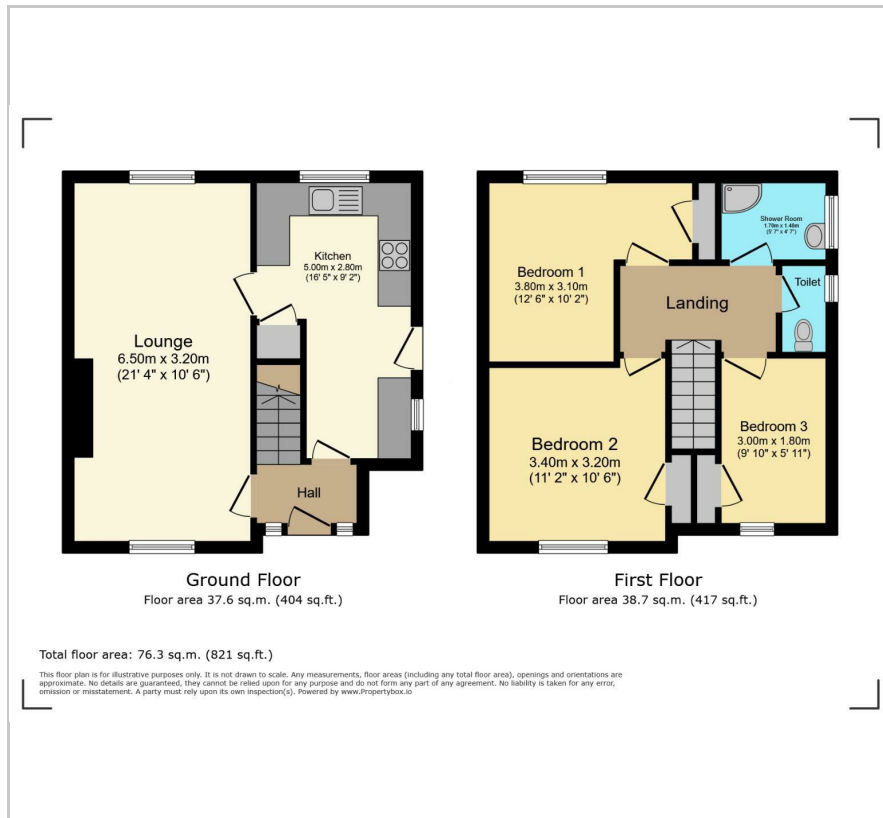 Lounge
6.50m x 3.20m
(21' 4" x 10' 6")
Kitchen
5.00m x 2.80m
(16' 5" x 9' 2")
Hall
Ground Floor
Floor area 37.6 sq.m. (404 sq.ft.)
Bedroom 1
3.80m x 3.10m
(12' 6" x 10' 2")
Shower Room
1.70m x 1.40m
(5' 7" x 4' 7")
Toilet
Landing
Bedroom 2
3.40m x 3.20m
(11' 2" x 10' 6")
Bedroom 3
3.00m x 1.80m
(9' 10" x 5' 11")
First Floor
Floor area 38.7 sq.m. (417 sq.ft.)
Total floor area: 76.3 sq.m. (821 sq.ft.)
This floor plan is for illustrative purposes only. It is not drawn to scale. Any measurements, floor areas (including any total floor area), openings and orientations are
approximate. No details are guaranteed, they cannot be relied upon for any purpose and do not form any part of any agreement. No liability is taken for any error,
omission or misstatement. A party must rely upon its own inspection(s). Powered by www.Propertybox.io